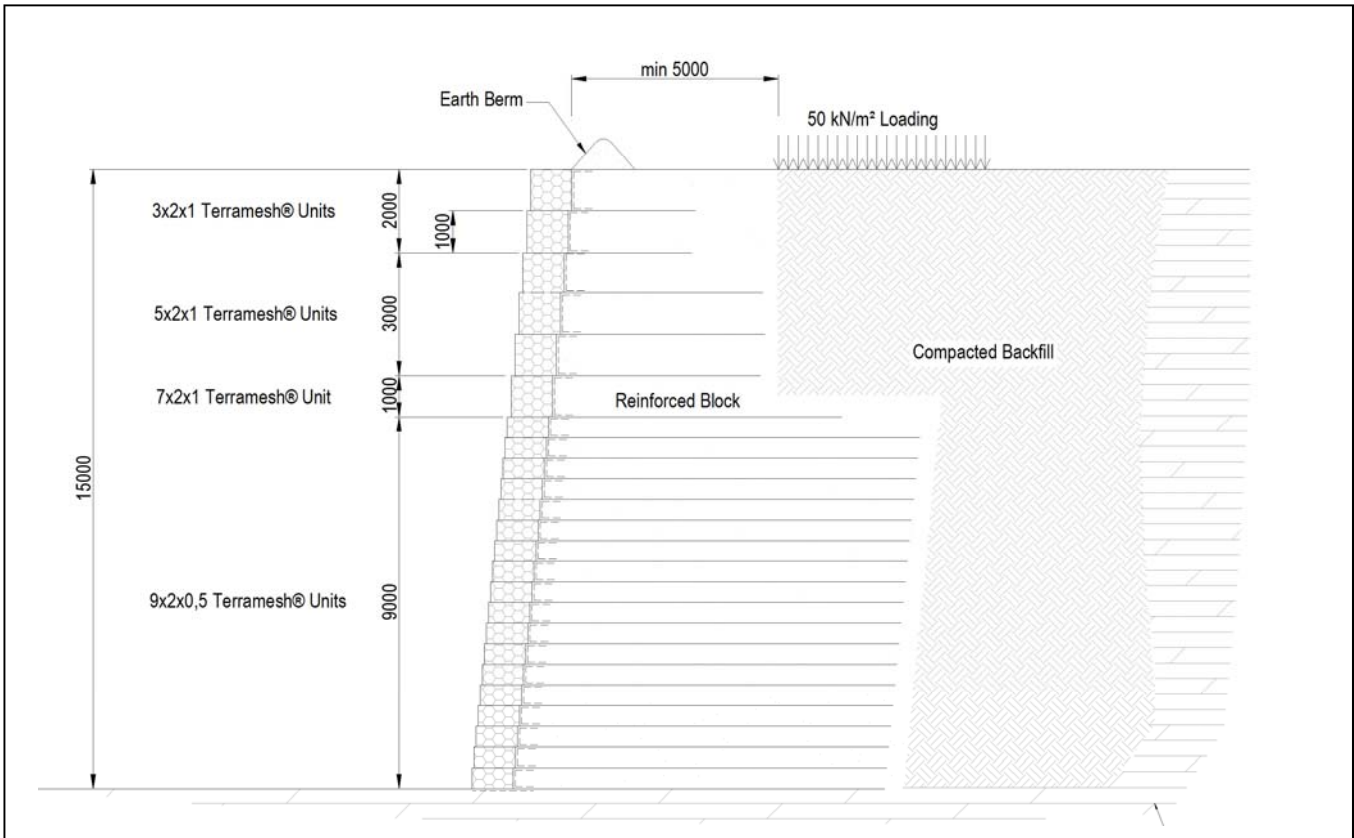 min 5000
Earth Berm
50 kN/m² Loading
3x2x1 Terramesh® Units
2000
1000
5x2x1 Terramesh® Units
3000
Compacted Backfill
7x2x1 Terramesh® Unit
1000
Reinforced Block
15000
9x2x0,5 Terramesh® Units
9000